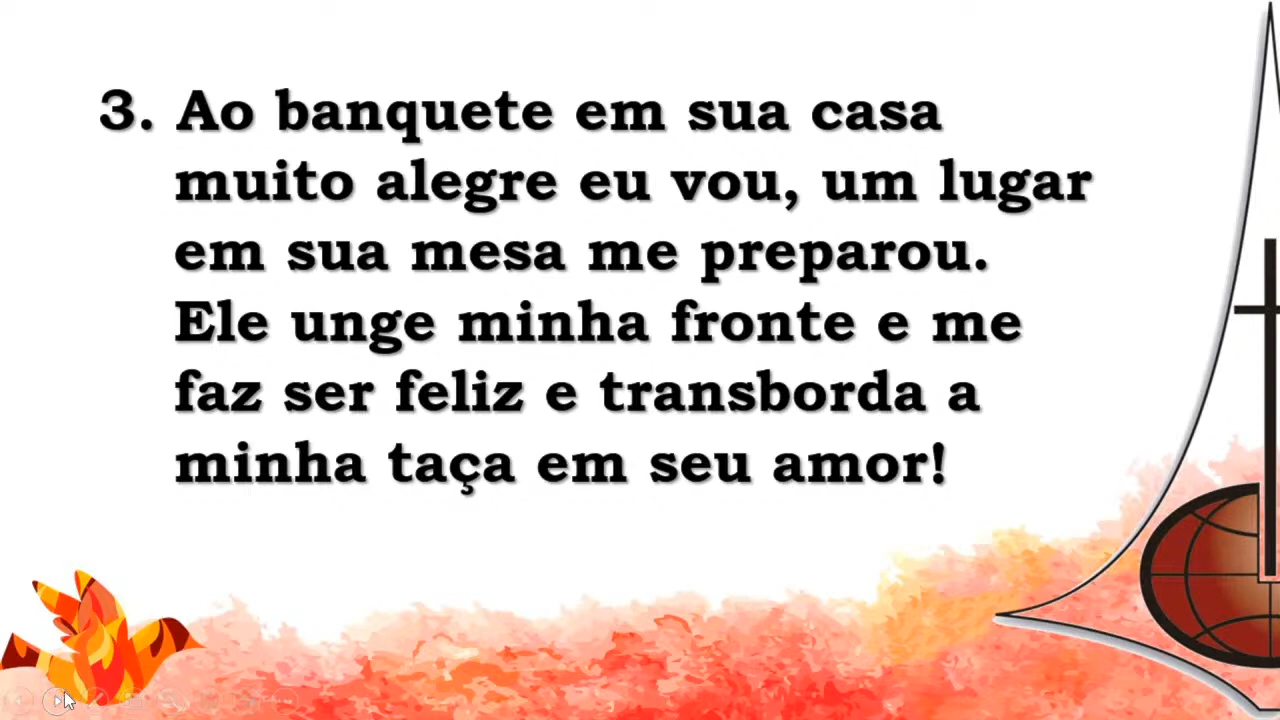 3. Ao banquete em sua casa
muito alegre eu vou, um lugar
em sua mesa me preparou.
Ele unge minha fronte e me
faz ser feliz e transborda a
minha taça em seu amor!